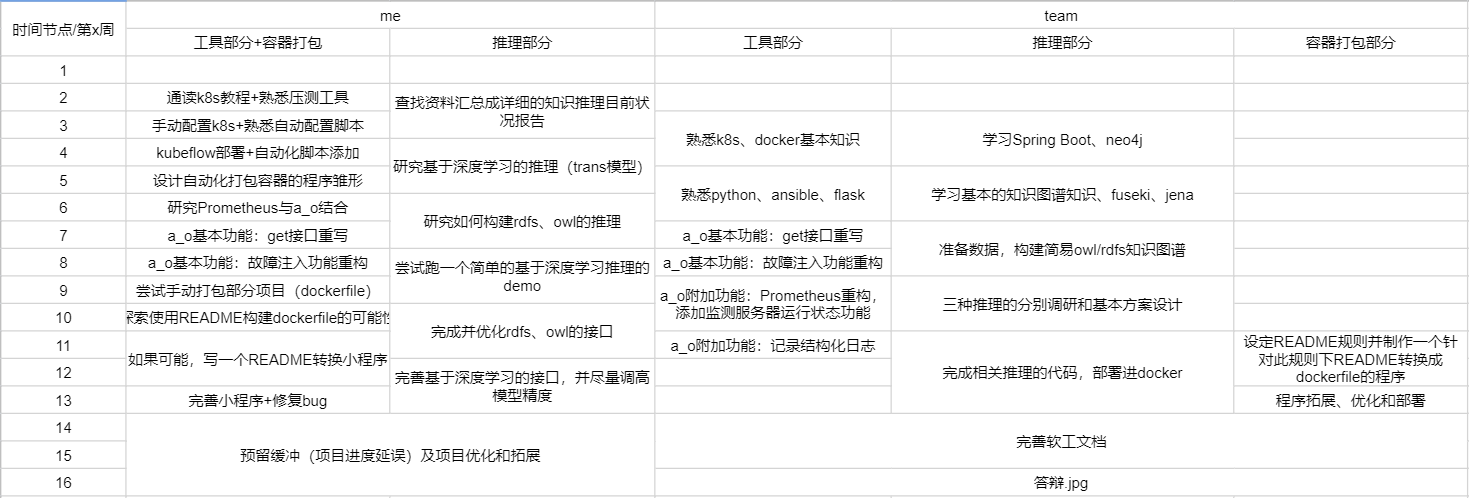 时间节点/第x周
me
team
工具部分+容器打包
推理部分
工具部分
推理部分
容器打包部分
1
2
通读k8s教程+熟悉压测工具
查找资料汇总成详细的知识推理目前状
况报告
3
手动配置k8s+熟悉自动配置脚本
熟悉k8s、docker基本知识
学习Spring Boot、neo4j
4
kubeflow部署+自动化脚本添加
研究基于深度学习的推理（trans模型）
5
设计自动化打包容器的程序雏形
熟悉python、ansible、flask
学习基本的知识图谱知识、fuseki、jena
6
研究Prometheus与a_o结合
研究如何构建rdfs、owl的推理
7
a_o基本功能：get接口重写
a_o基本功能：get接口重写
准备数据，构建简易owl/rdfs知识图谱
8
a_o基本功能：故障注入功能重构
尝试跑一个简单的基于深度学习推理的
demo
a_o基本功能：故障注入功能重构
9
尝试手动打包部分项目（dockerfile）
a_o附加功能：Prometheus重构，
添加监测服务器运行状态功能
三种推理的分别调研和基本方案设计
10
探索使用README构建dockerfile的可能性
完成并优化rdfs、owl的接口
11
如果可能，写一个README转换小程序
a_o附加功能：记录结构化日志
完成相关推理的代码，部署进docker
设定README规则并制作一个针
对此规则下README转换成
dockerfile的程序
12
完善基于深度学习的接口，并尽量调高
模型精度
13
完善小程序+修复bug
程序拓展、优化和部署
14
预留缓冲（项目进度延误）及项目优化和拓展
完善软工文档
15
16
答辩.jpg